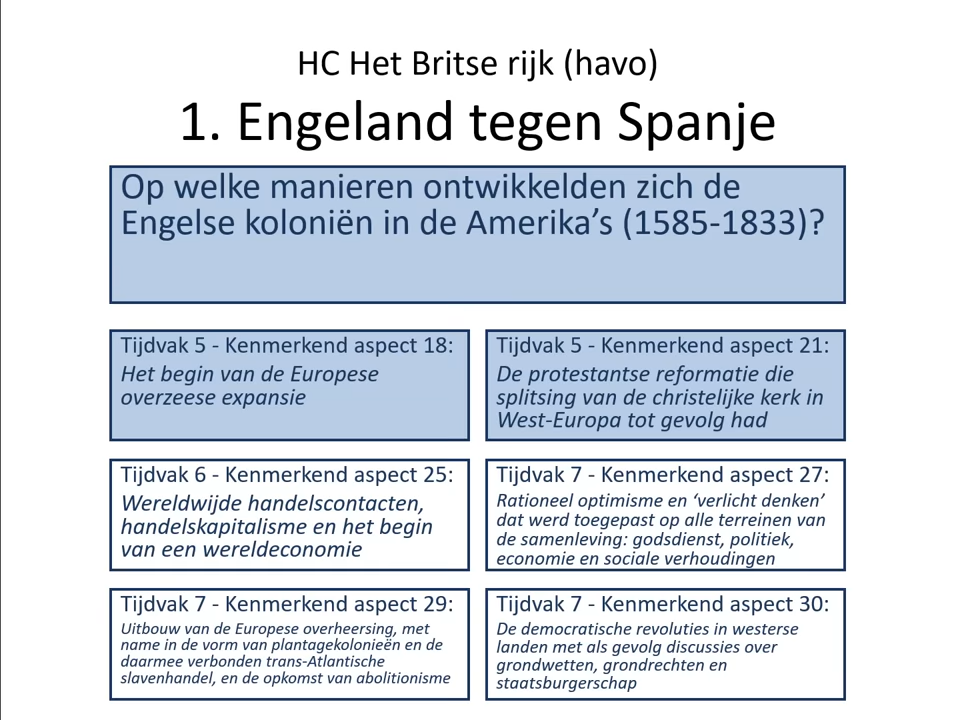 HC Het Britse rijk (havo)
1. Engeland tegen Spanje
Op welke manieren ontwikkelden zich de
Engelse koloniën in de Amerika’s (1585-1833)?
Tijdvak 5 - Kenmerkend aspect 18:
Het begin van de Europese
overzeese expansie
Tijdvak 5 - Kenmerkend aspect 21:
De protestantse reformatie die
splitsing van de christelijke kerk in
West-Europa tot gevolg had
Tijdvak 6 - Kenmerkend aspect 25:
Wereldwijde handelscontacten,
handelskapitalisme en het begin
van een wereldeconomie
Tijdvak 7 - Kenmerkend aspect 27:
Rationeel optimisme en ‘verlicht denken’
dat werd toegepast op alle terreinen van
de samenleving: godsdienst, politiek,
economie en sociale verhoudingen
Tijdvak 7 - Kenmerkend aspect 29:
Uitbouw van de Europese overheersing, met
name in de vorm van plantagekolonieën en de
daarmee verbonden trans-Atlantische
slavenhandel, en de opkomst van abolitionisme
Tijdvak 7 - Kenmerkend aspect 30:
De democratische revoluties in westerse
landen met als gevolg discussies over
grondwetten, grondrechten en
staatsburgerschap